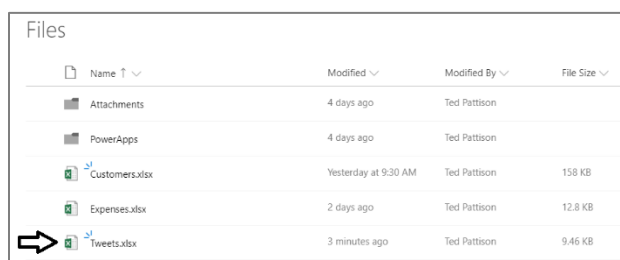 Files
Name ↑ Modified Modified By File Size
Attachments 4 days ago Ted Pattison
PowerApps 4 days ago Ted Pattison
Customers.xlsx Yesterday at 9:30 AM Ted Pattison 158 KB
Expenses.xlsx 2 days ago Ted Pattison 12.8 KB
Tweets.xlsx 3 minutes ago Ted Pattison 9.46 KB